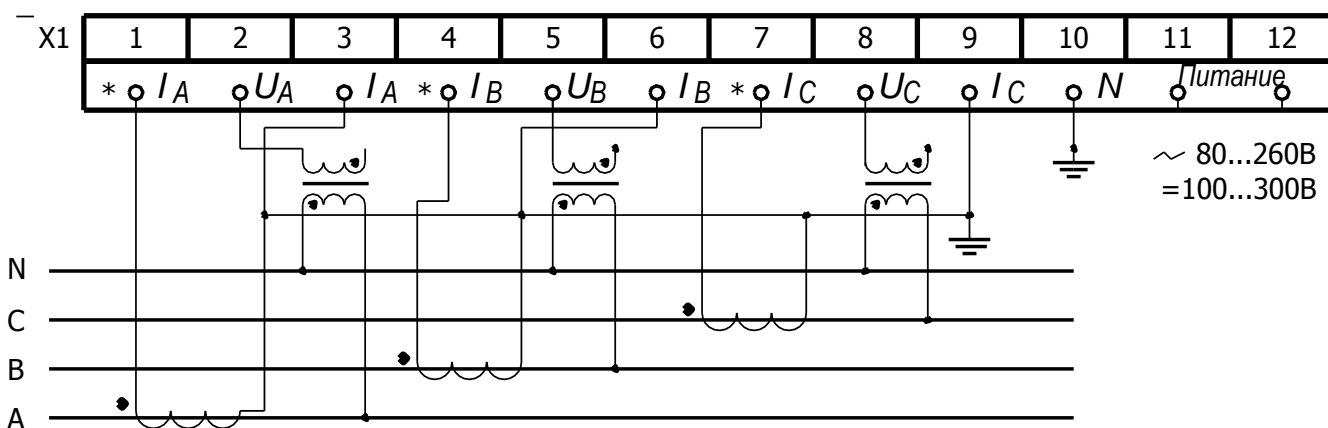 X1 1 2 3 4 5 6 7 8 9 10 11 12
* I A U A I A * I B U B I B * I C U C I C N Питание
~ 80...260В
=100...300В
N
C
B
A